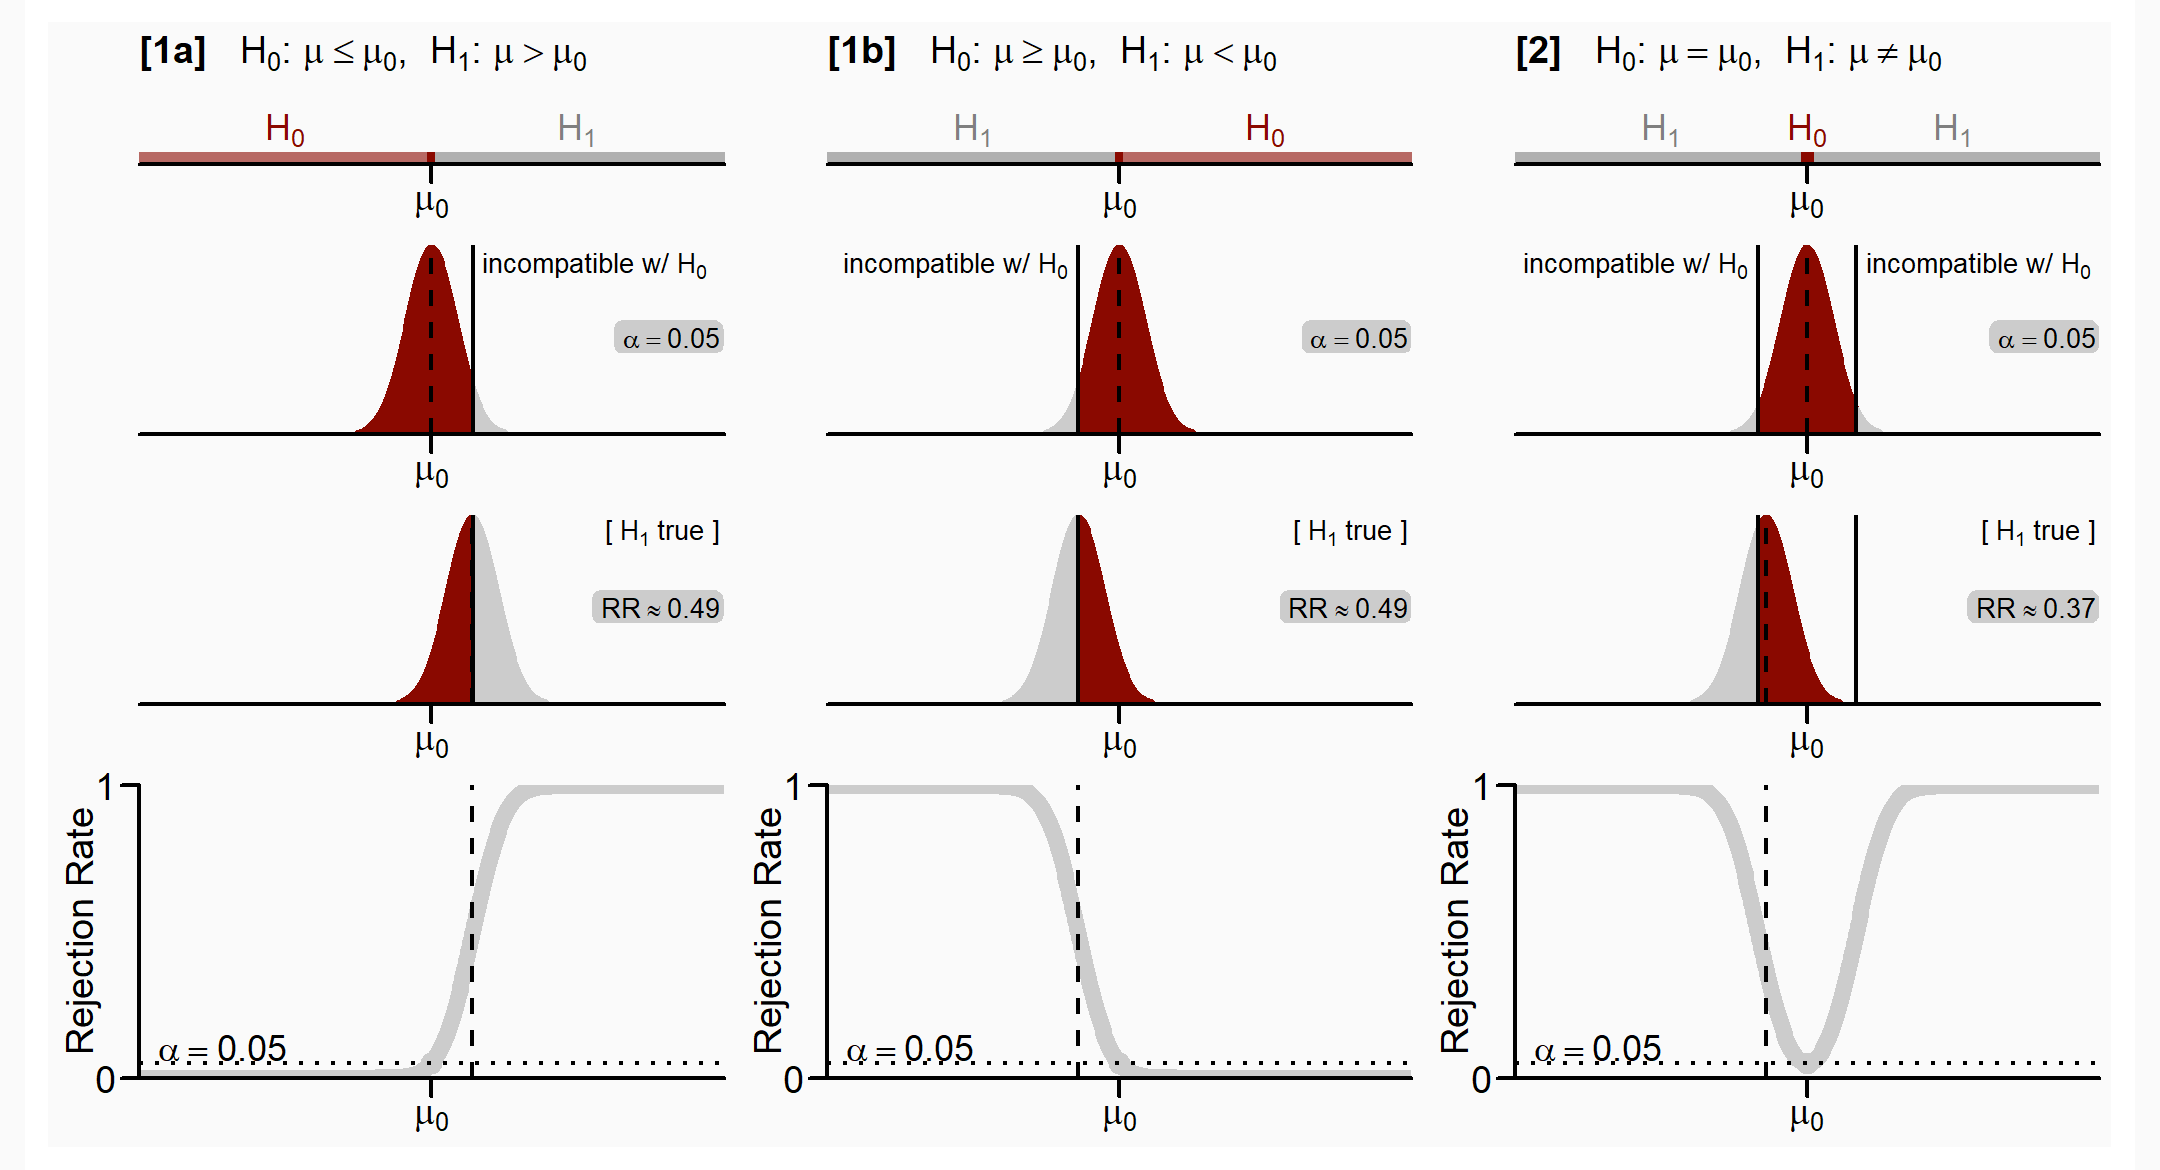 [1a] H₀: μ ≤ μ₀, H₁: μ > μ₀
H₀ H₁
μ₀
incompatible w/ H₀
α = 0.05
μ₀
[ H₁ true ]
RR ≈ 0.49
μ₀
Rejection Rate
1
α = 0.05
0
μ₀
[1b] H₀: μ ≥ μ₀, H₁: μ < μ₀
H₁ H₀
μ₀
incompatible w/ H₀
α = 0.05
μ₀
[ H₁ true ]
RR ≈ 0.49
μ₀
Rejection Rate
1
α = 0.05
0
μ₀
[2] H₀: μ = μ₀, H₁: μ ≠ μ₀
H₁ H₀ H₁
μ₀
incompatible w/ H₀ incompatible w/ H₀
α = 0.05
μ₀
[ H₁ true ]
RR ≈ 0.37
μ₀
Rejection Rate
1
α = 0.05
0
μ₀